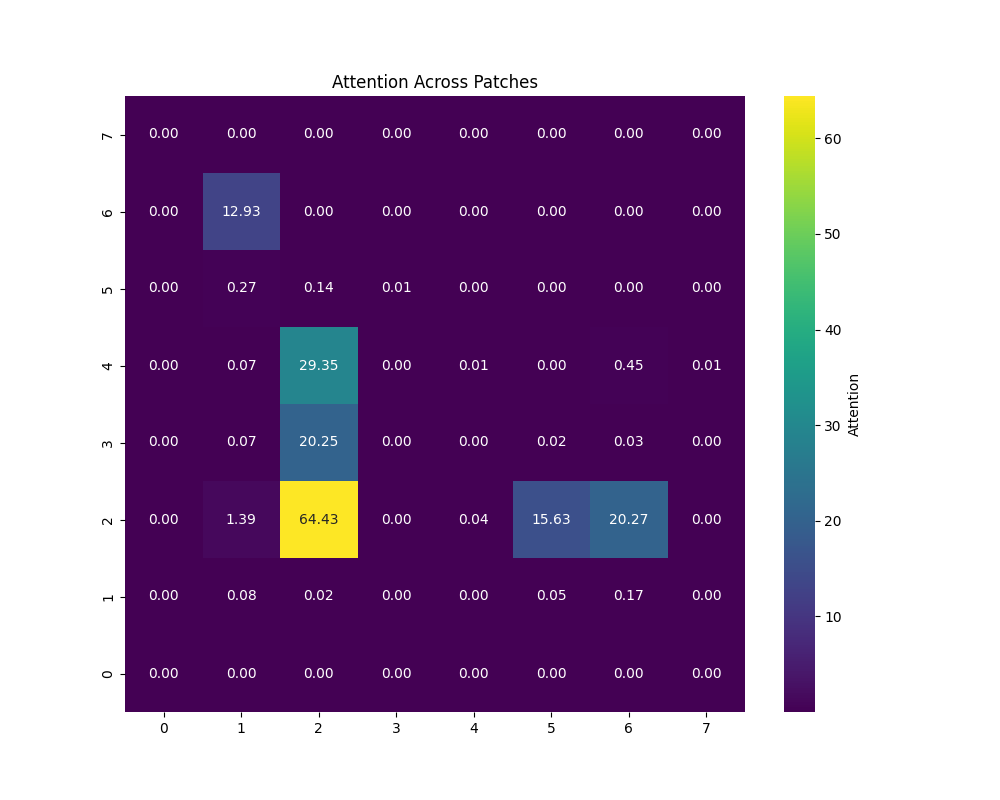 Attention Across Patches
7 0.00 0.00 0.00 0.00 0.00 0.00 0.00 0.00
6 0.00 12.93 0.00 0.00 0.00 0.00 0.00 0.00
5 0.00 0.27 0.14 0.01 0.00 0.00 0.00 0.00
4 0.00 0.07 29.35 0.00 0.01 0.00 0.45 0.01
3 0.00 0.07 20.25 0.00 0.00 0.02 0.03 0.00
2 0.00 1.39 64.43 0.00 0.04 15.63 20.27 0.00
1 0.00 0.08 0.02 0.00 0.00 0.05 0.17 0.00
0 0.00 0.00 0.00 0.00 0.00 0.00 0.00 0.00
0 1 2 3 4 5 6 7
60
50
40
30
20
10
Attention